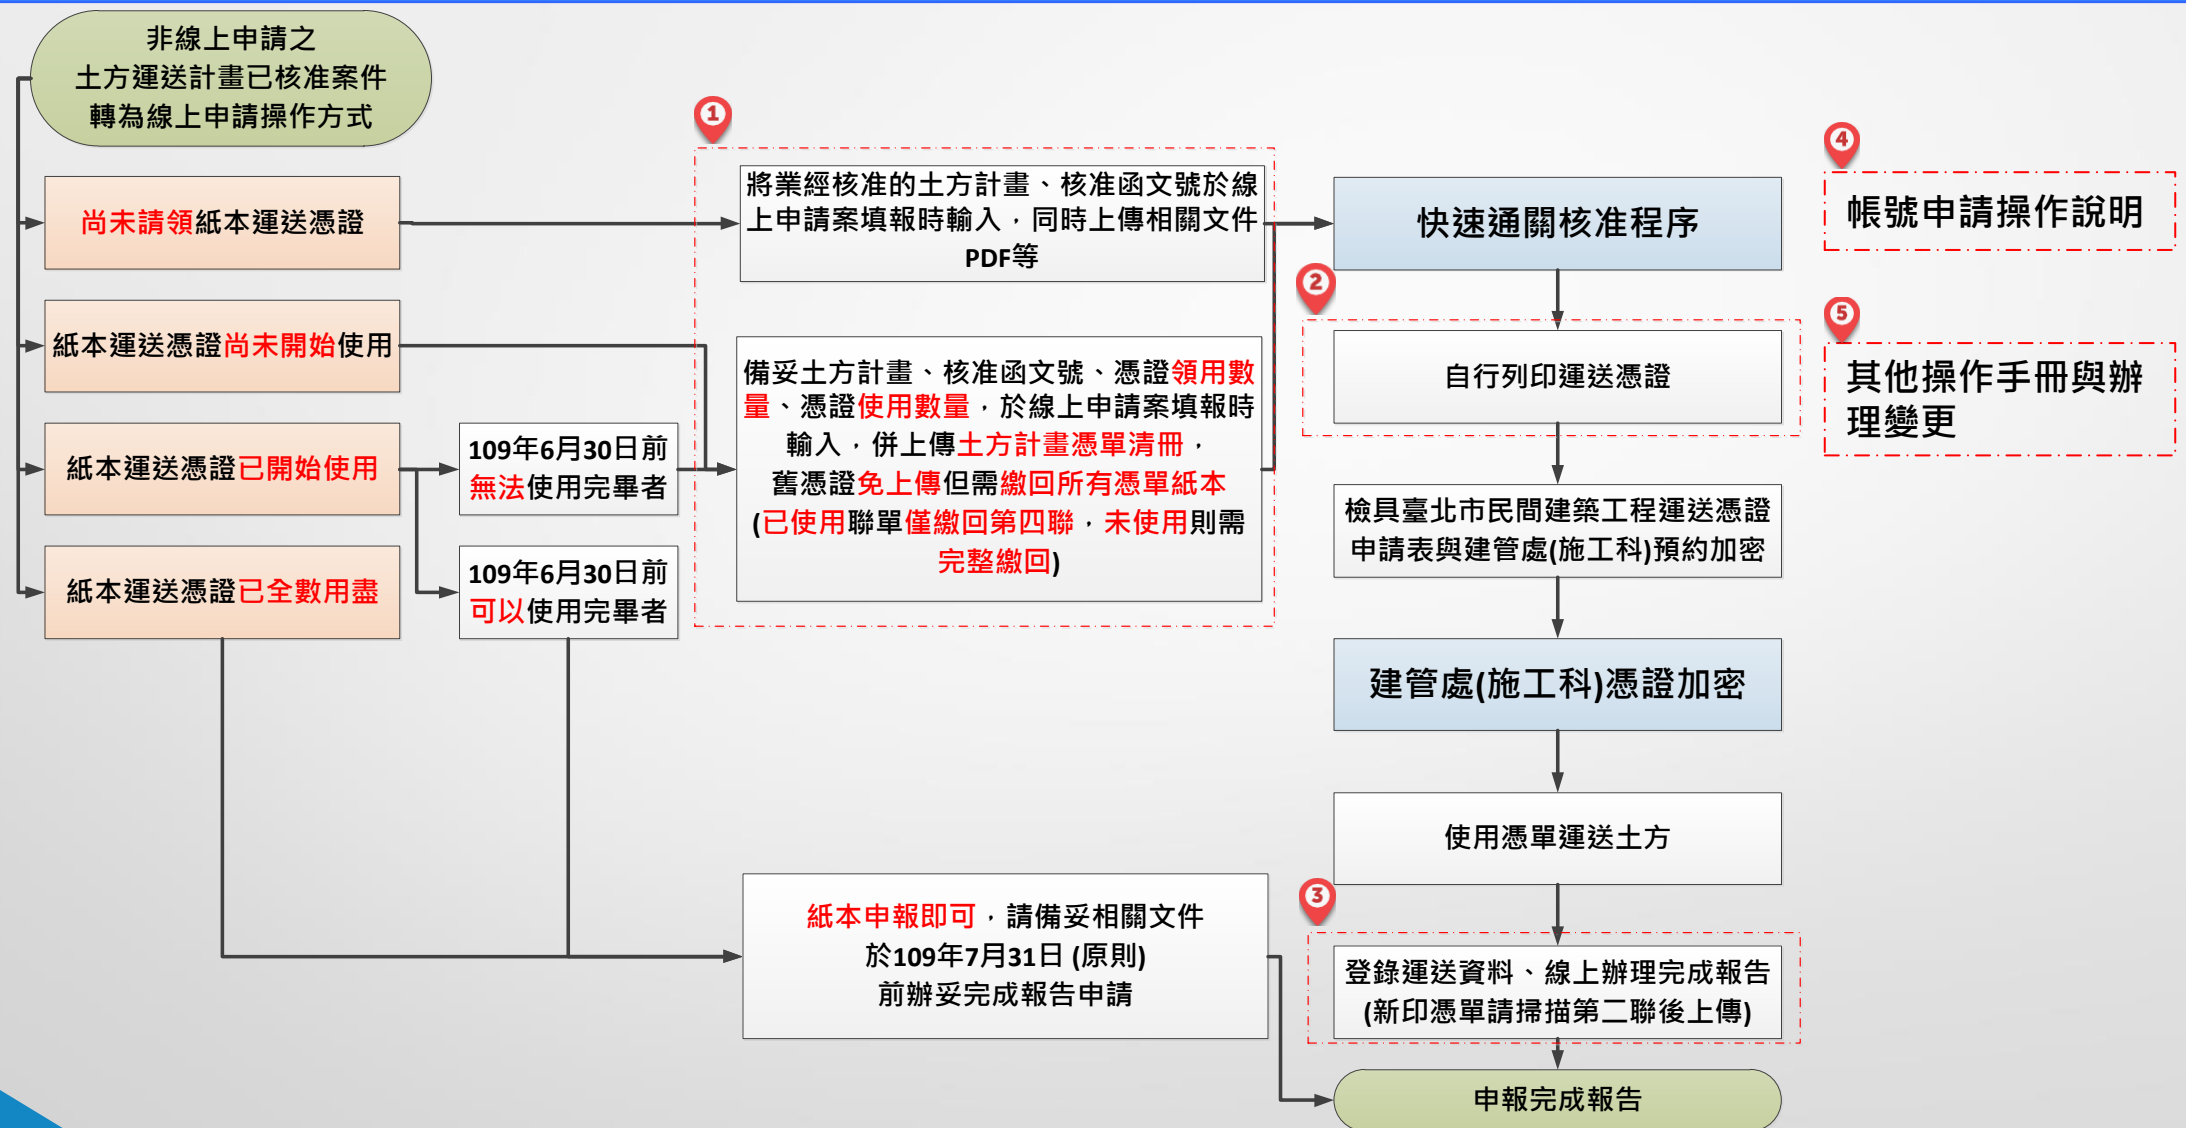 非線上申請之
土方運送計畫已核准案件
轉為線上申請操作方式
尚未請領紙本運送憑證
紙本運送憑證尚未開始使用
紙本運送憑證已開始使用
紙本運送憑證已全數用盡
109年6月30日前
無法使用完畢者
109年6月30日前
可以使用完畢者
1
將業經核准的土方計畫、核准函文號於線
上申請案填報時輸入，同時上傳相關文件
PDF等
備妥土方計畫、核准函文號、憑證領用數
量、憑證使用數量，於線上申請案填報時
輸入，併上傳土方計畫憑單清冊，
舊憑證免上傳但需繳回所有憑單紙本
(已使用聯單僅繳回第四聯，未使用則需
完整繳回)
紙本申報即可，請備妥相關文件
於109年7月31日 (原則)
前辦妥完成報告申請
快速通關核准程序
2
自行列印運送憑證
檢具臺北市民間建築工程運送憑證
申請表與建管處(施工科)預約加密
建管處(施工科)憑證加密
使用憑單運送土方
3
登錄運送資料、線上辦理完成報告
(新印憑單請掃描第二聯後上傳)
申報完成報告
4
帳號申請操作說明
5
其他操作手冊與辦
理變更